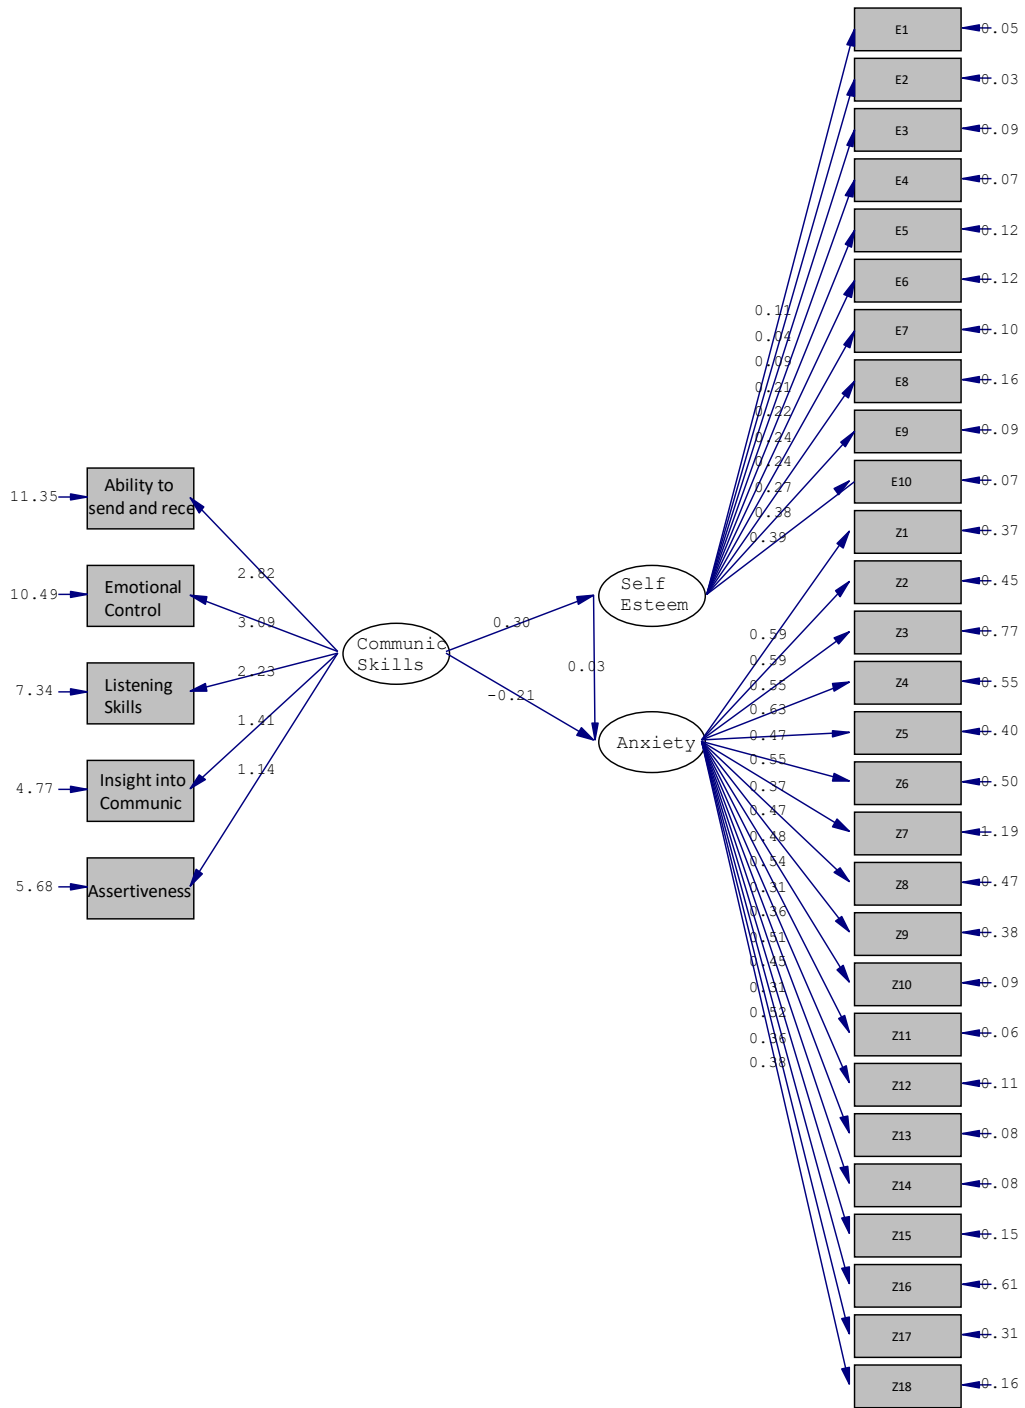 E1
0.05
E2
0.03
E3
0.09
E4
0.07
E5
0.12
E6
0.12
E7
0.10
E8
0.16
E9
0.09
E10
0.07
Z1
0.37
Z2
0.45
Z3
0.77
Z4
0.55
Z5
0.40
Z6
0.50
Z7
1.19
Z8
0.47
Z9
0.38
Z10
0.09
Z11
0.06
Z12
0.11
Z13
0.08
Z14
0.08
Z15
0.15
Z16
0.61
Z17
0.31
Z18
0.16
0.11
0.04
0.09
0.21
0.22
0.24
0.24
0.27
0.38
0.39
0.59
0.59
0.55
0.63
0.47
0.55
0.37
0.47
0.48
0.54
0.31
0.36
0.51
0.45
0.31
0.52
0.36
0.38
Self
Esteem
Anxiety
0.30
0.03
-0.21
Communic
Skills
2.82
3.09
2.23
1.41
1.14
11.35
Ability to
send and rece
10.49
Emotional
Control
7.34
Listening
Skills
4.77
Insight into
Communic
5.68
Assertiveness